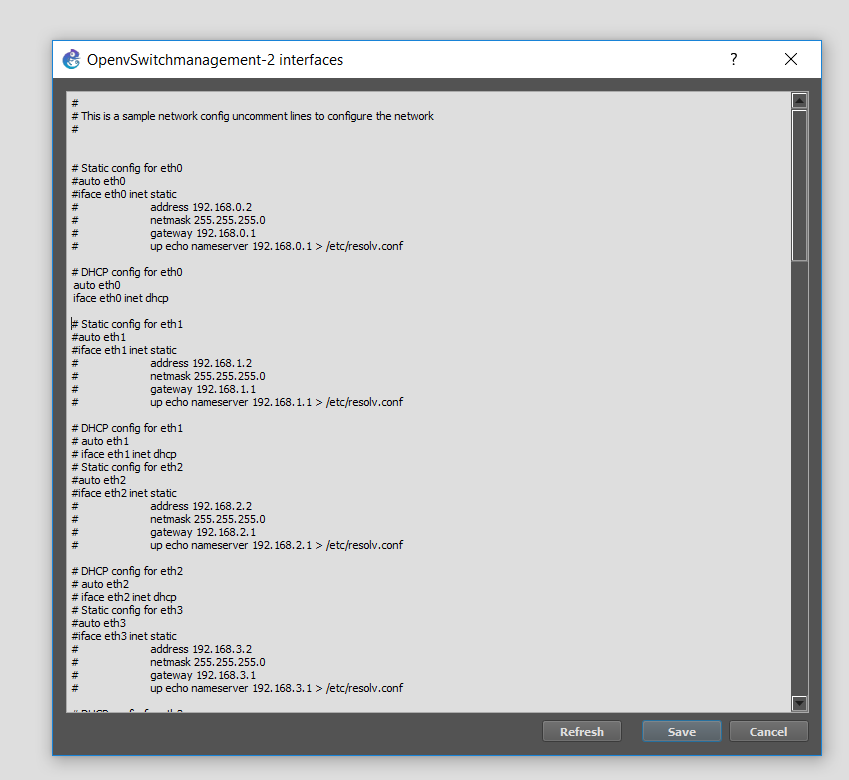 OpenvSwitchmanagement-2 interfaces
?
#
# This is a sample network config uncomment lines to configure the network
#
# Static config for eth0
#auto eth0
#iface eth0 inet static
# address 192.168.0.2
# netmask 255.255.255.0
# gateway 192.168.0.1
# up echo nameserver 192.168.0.1 > /etc/resolv.conf
# DHCP config for eth0
auto eth0
iface eth0 inet dhcp
# Static config for eth1
#auto eth1
#iface eth1 inet static
# address 192.168.1.2
# netmask 255.255.255.0
# gateway 192.168.1.1
# up echo nameserver 192.168.1.1 > /etc/resolv.conf
# DHCP config for eth1
# auto eth1
# iface eth1 inet dhcp
# Static config for eth2
#auto eth2
#iface eth2 inet static
# address 192.168.2.2
# netmask 255.255.255.0
# gateway 192.168.2.1
# up echo nameserver 192.168.2.1 > /etc/resolv.conf
# DHCP config for eth2
# auto eth2
# iface eth2 inet dhcp
# Static config for eth3
#auto eth3
#iface eth3 inet static
# address 192.168.3.2
# netmask 255.255.255.0
# gateway 192.168.3.1
# up echo nameserver 192.168.3.1 > /etc/resolv.conf
Refresh Save Cancel